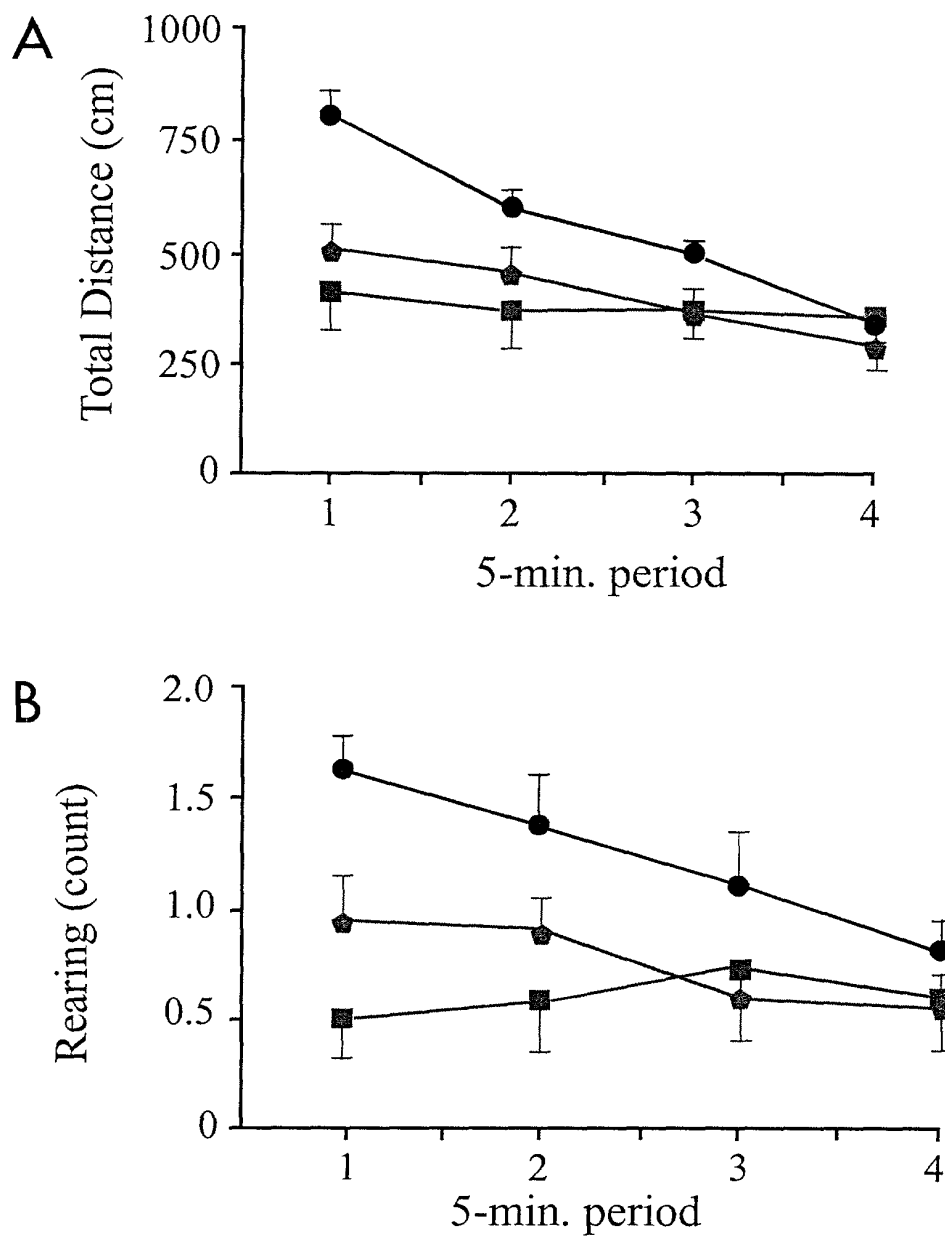 A
Total Distance (cm)
1000
750
500
250
0
1 2 3 4
5-min. period
B
Rearing (count)
2.0
1.5
1.0
0.5
0
1 2 3 4
5-min. period